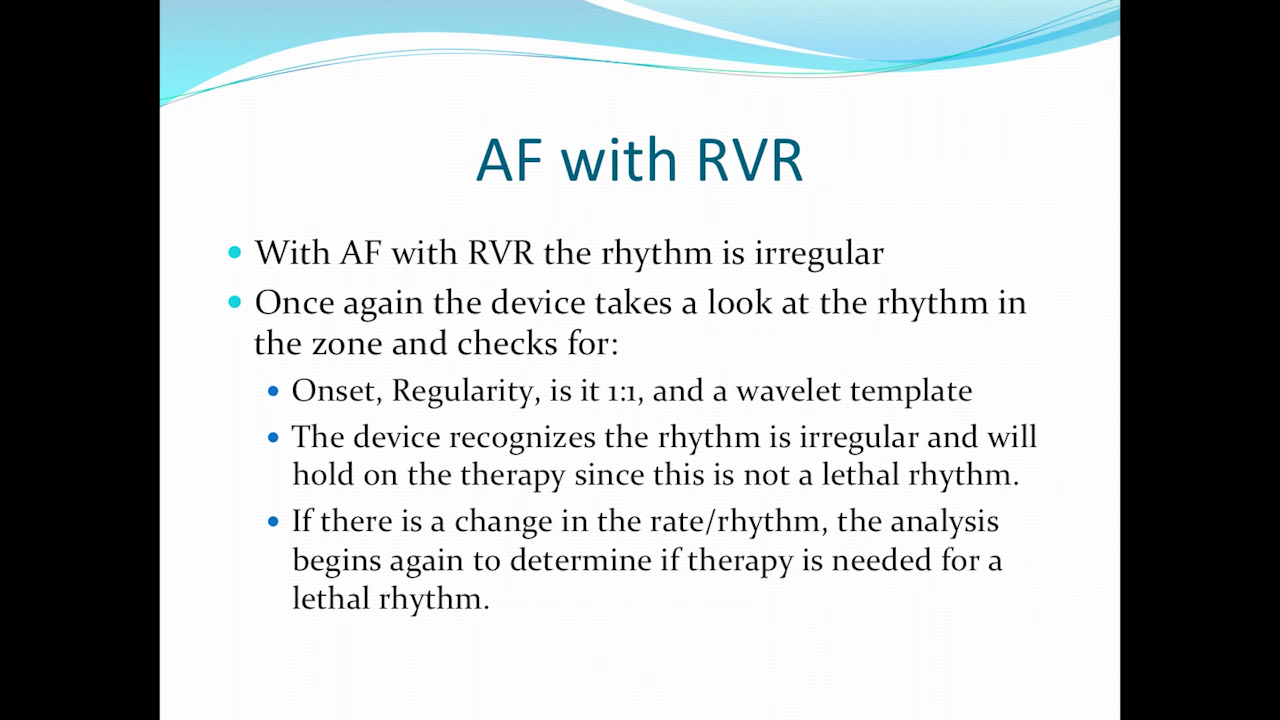 AF with RVR
With AF with RVR the rhythm is irregular
Once again the device takes a look at the rhythm in
the zone and checks for:
Onset, Regularity, is it 1:1, and a wavelet template
The device recognizes the rhythm is irregular and will
hold on the therapy since this is not a lethal rhythm.
If there is a change in the rate/rhythm, the analysis
begins again to determine if therapy is needed for a
lethal rhythm.